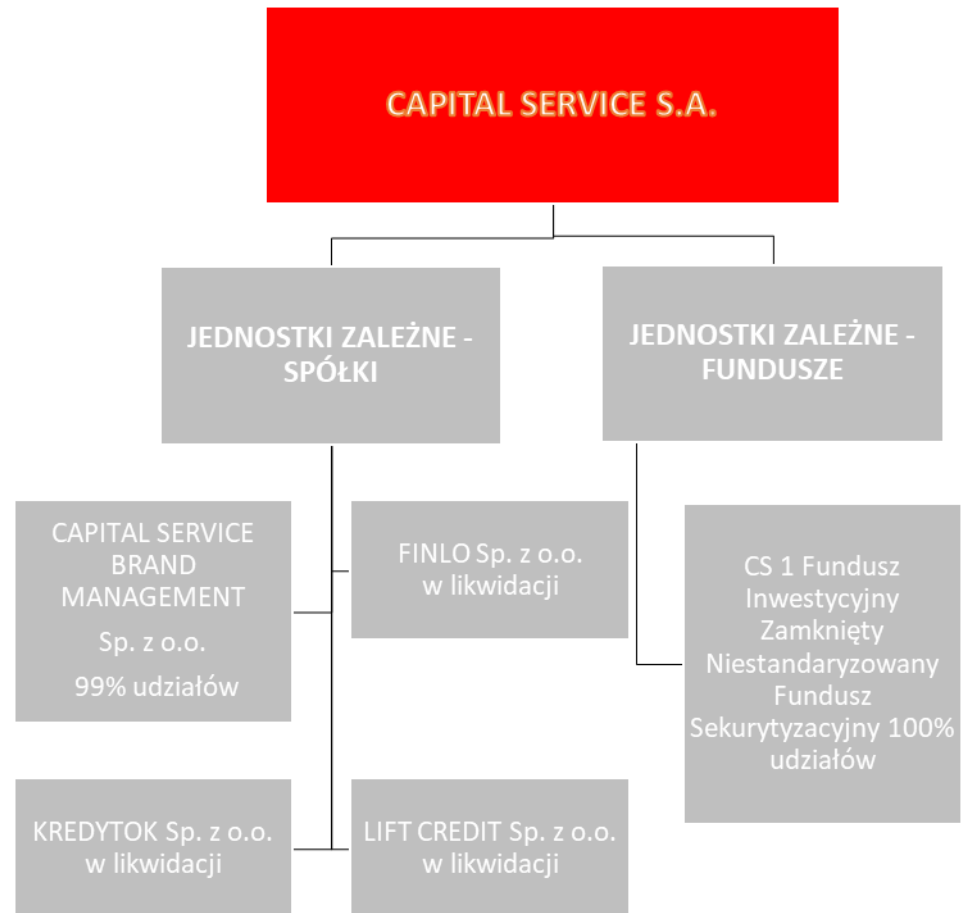 CAPITAL SERVICE S.A.
JEDNOSTKI ZALEŻNE -
SPÓŁKI
JEDNOSTKI ZALEŻNE -
FUNDUSZE
CAPITAL SERVICE
BRAND
MANAGEMENT
Sp. z o.o.
99% udziałów
FINLO Sp. z o.o.
w likwidacji
CS 1 Fundusz
Inwestycyjny
Zamknięty
Niestandaryzowany
Fundusz
Sekurytyzacyjny 100%
udziałów
KREDYTOK Sp. z o.o.
w likwidacji
LIFT CREDIT Sp. z o.o.
w likwidacji